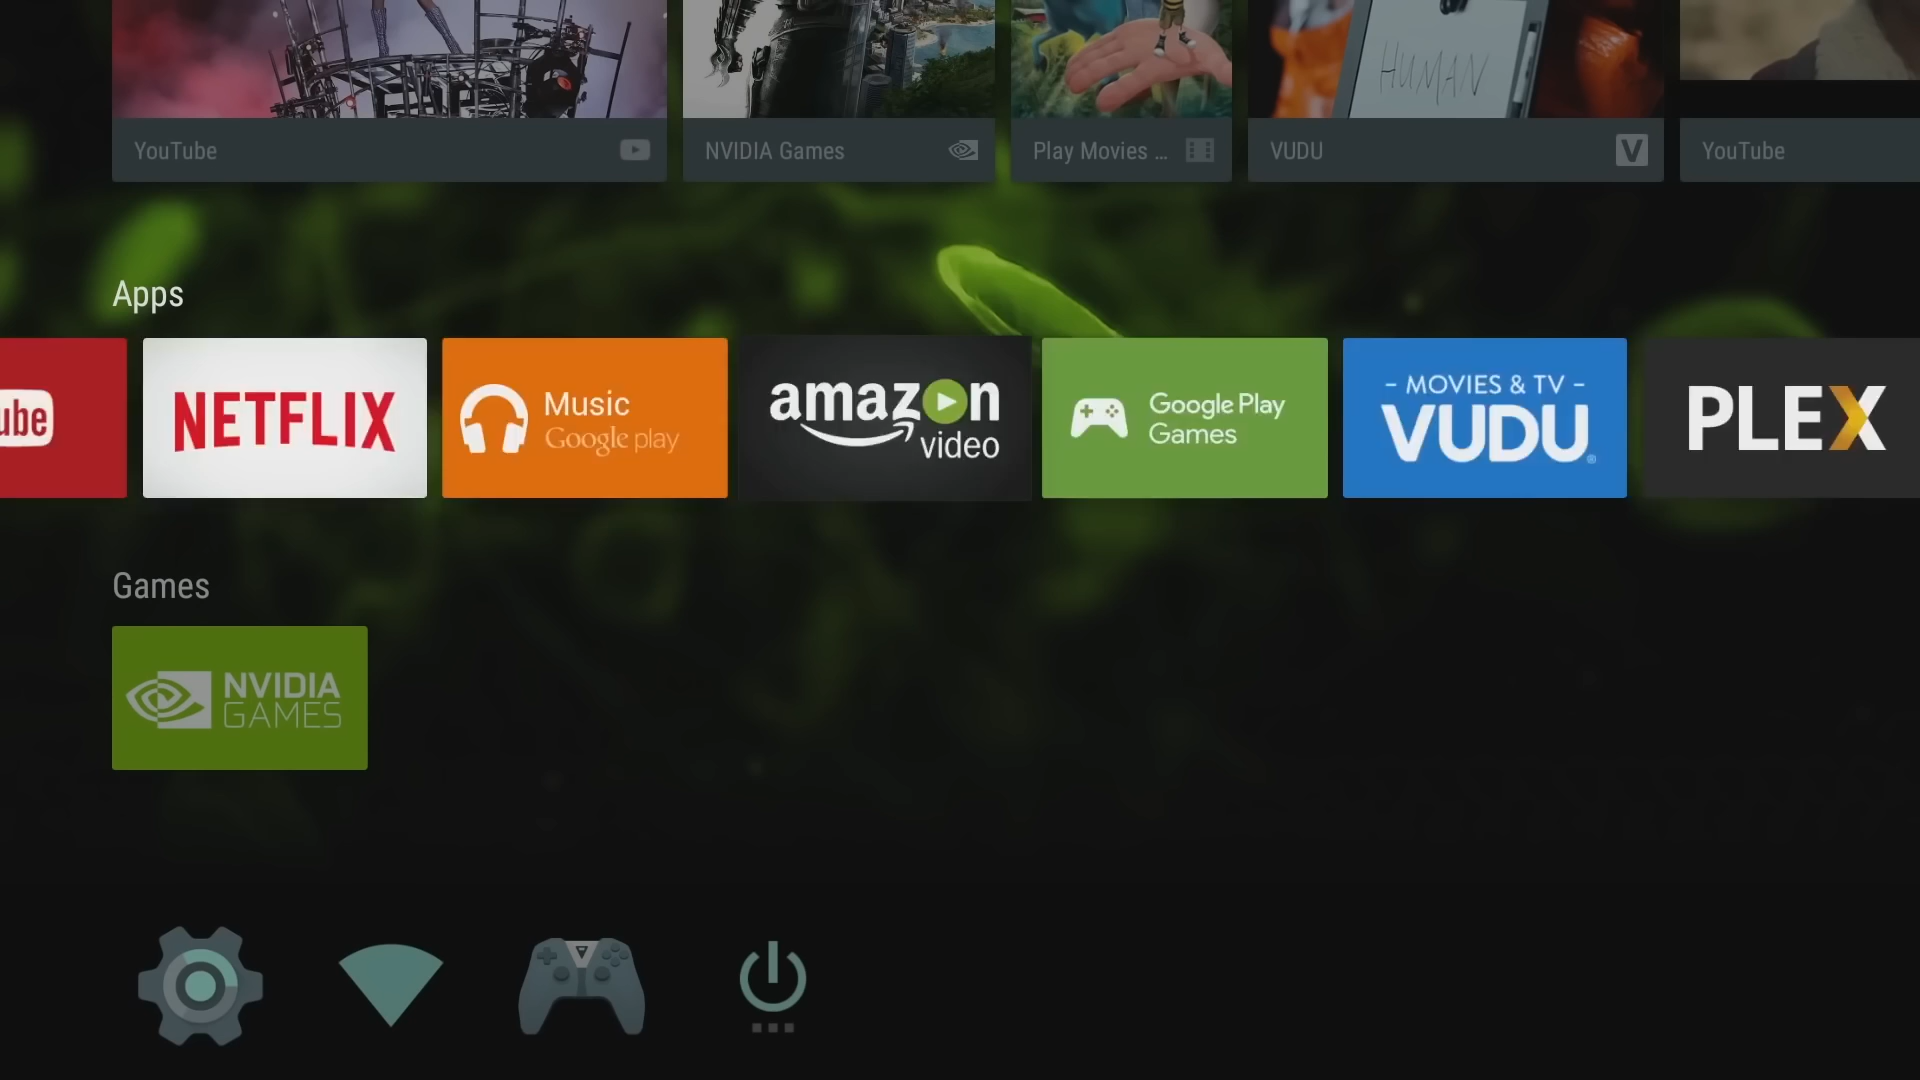 HUMAN
YouTube
NVIDIA Games
Play Movies ...
VUDU
V
YouTube
Apps
ube
NETFLIX
Music
Google play
amazon
video
Google Play
Games
- MOVIES & TV -
VUDU
PLEX
Games
NVIDIA
GAMES